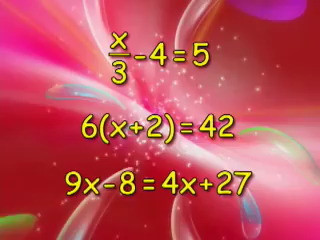 x/3 - 4 = 5
6(x+2) = 42
9x - 8 = 4x + 27